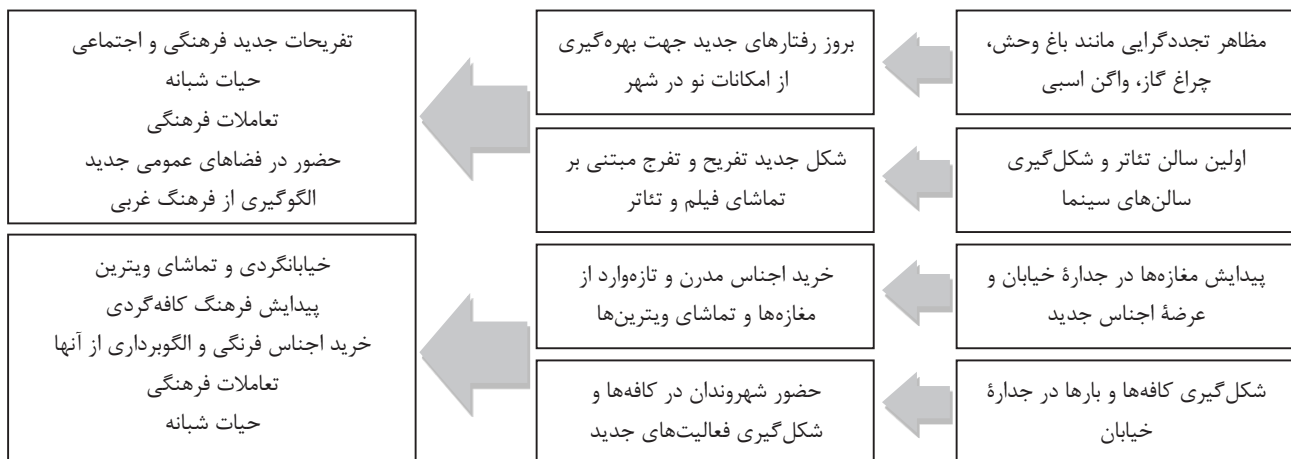 مظاهر تجددگرایی مانند باغ وحش،
چراغ گاز، واگن اسبی
بروز رفتارهای جدید جهت بهره‌گیری
از امکانات نو در شهر
اولین سالن تئاتر و شکل‌گیری
سالن‌های سینما
شکل جدید تفریح و تفرج مبتنی بر
تماشای فیلم و تئاتر
تفریحات جدید فرهنگی و اجتماعی
حیات شبانه
تعاملات فرهنگی
حضور در فضاهای عمومی جدید
الگوگیری از فرهنگ غربی
پیدایش مغازه‌ها در جدارۀ خیابان و
عرضۀ اجناس جدید
خرید اجناس مدرن و تازه‌وارد از
مغازه‌ها و تماشای ویترین‌ها
شکل‌گیری کافه‌ها و بارها در جدارۀ
خیابان
حضور شهروندان در کافه‌ها و
شکل‌گیری فعالیت‌های جدید
خیابانگردی و تماشای ویترین
پیدایش فرهنگ کافه‌گردی
خرید اجناس فرنگی و الگوبرداری از آنها
تعاملات فرهنگی
حیات شبانه